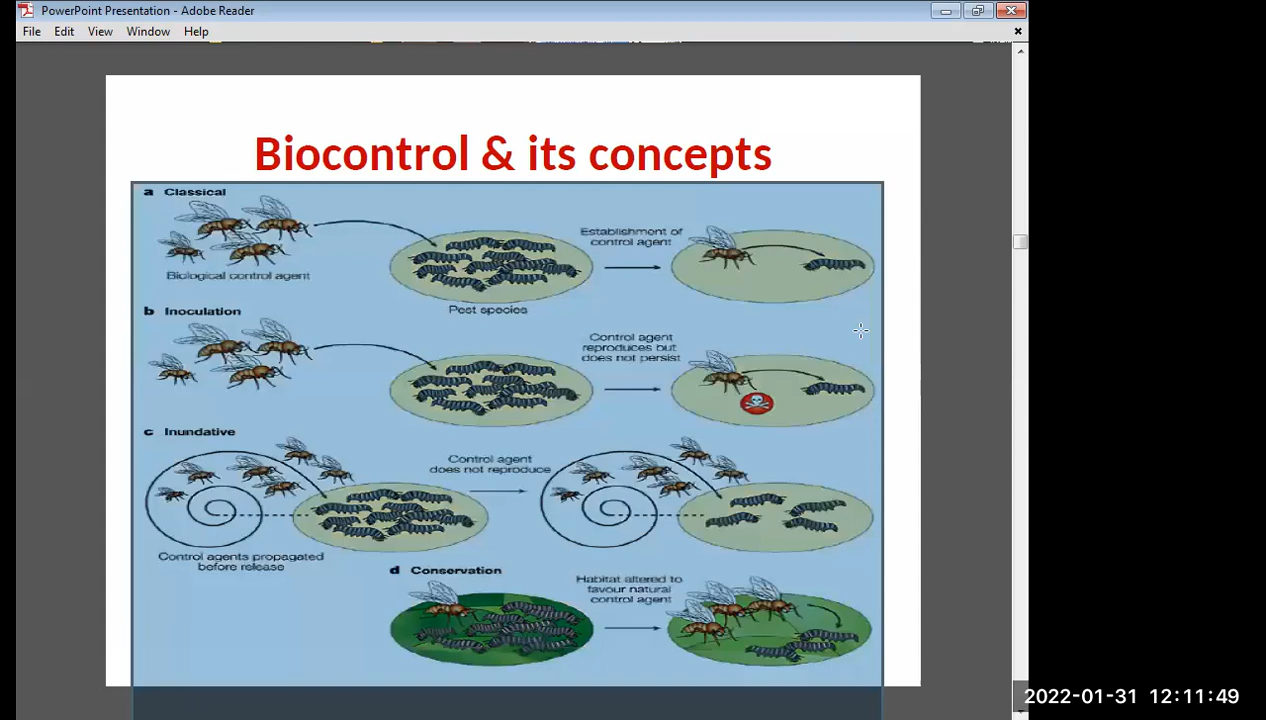 PowerPoint Presentation - Adobe Reader
File Edit View Window Help
Biocontrol & its concepts
a Classical
Biological control agent
Pest species
Establishment of
control agent
b Inoculation
Control agent
reproduces but
does not persist
c Inundative
Control agents propagated
before release
Control agent
does not reproduce
d Conservation
Habitat altered to
favour natural
control agent
2022-01-31 12:11:49